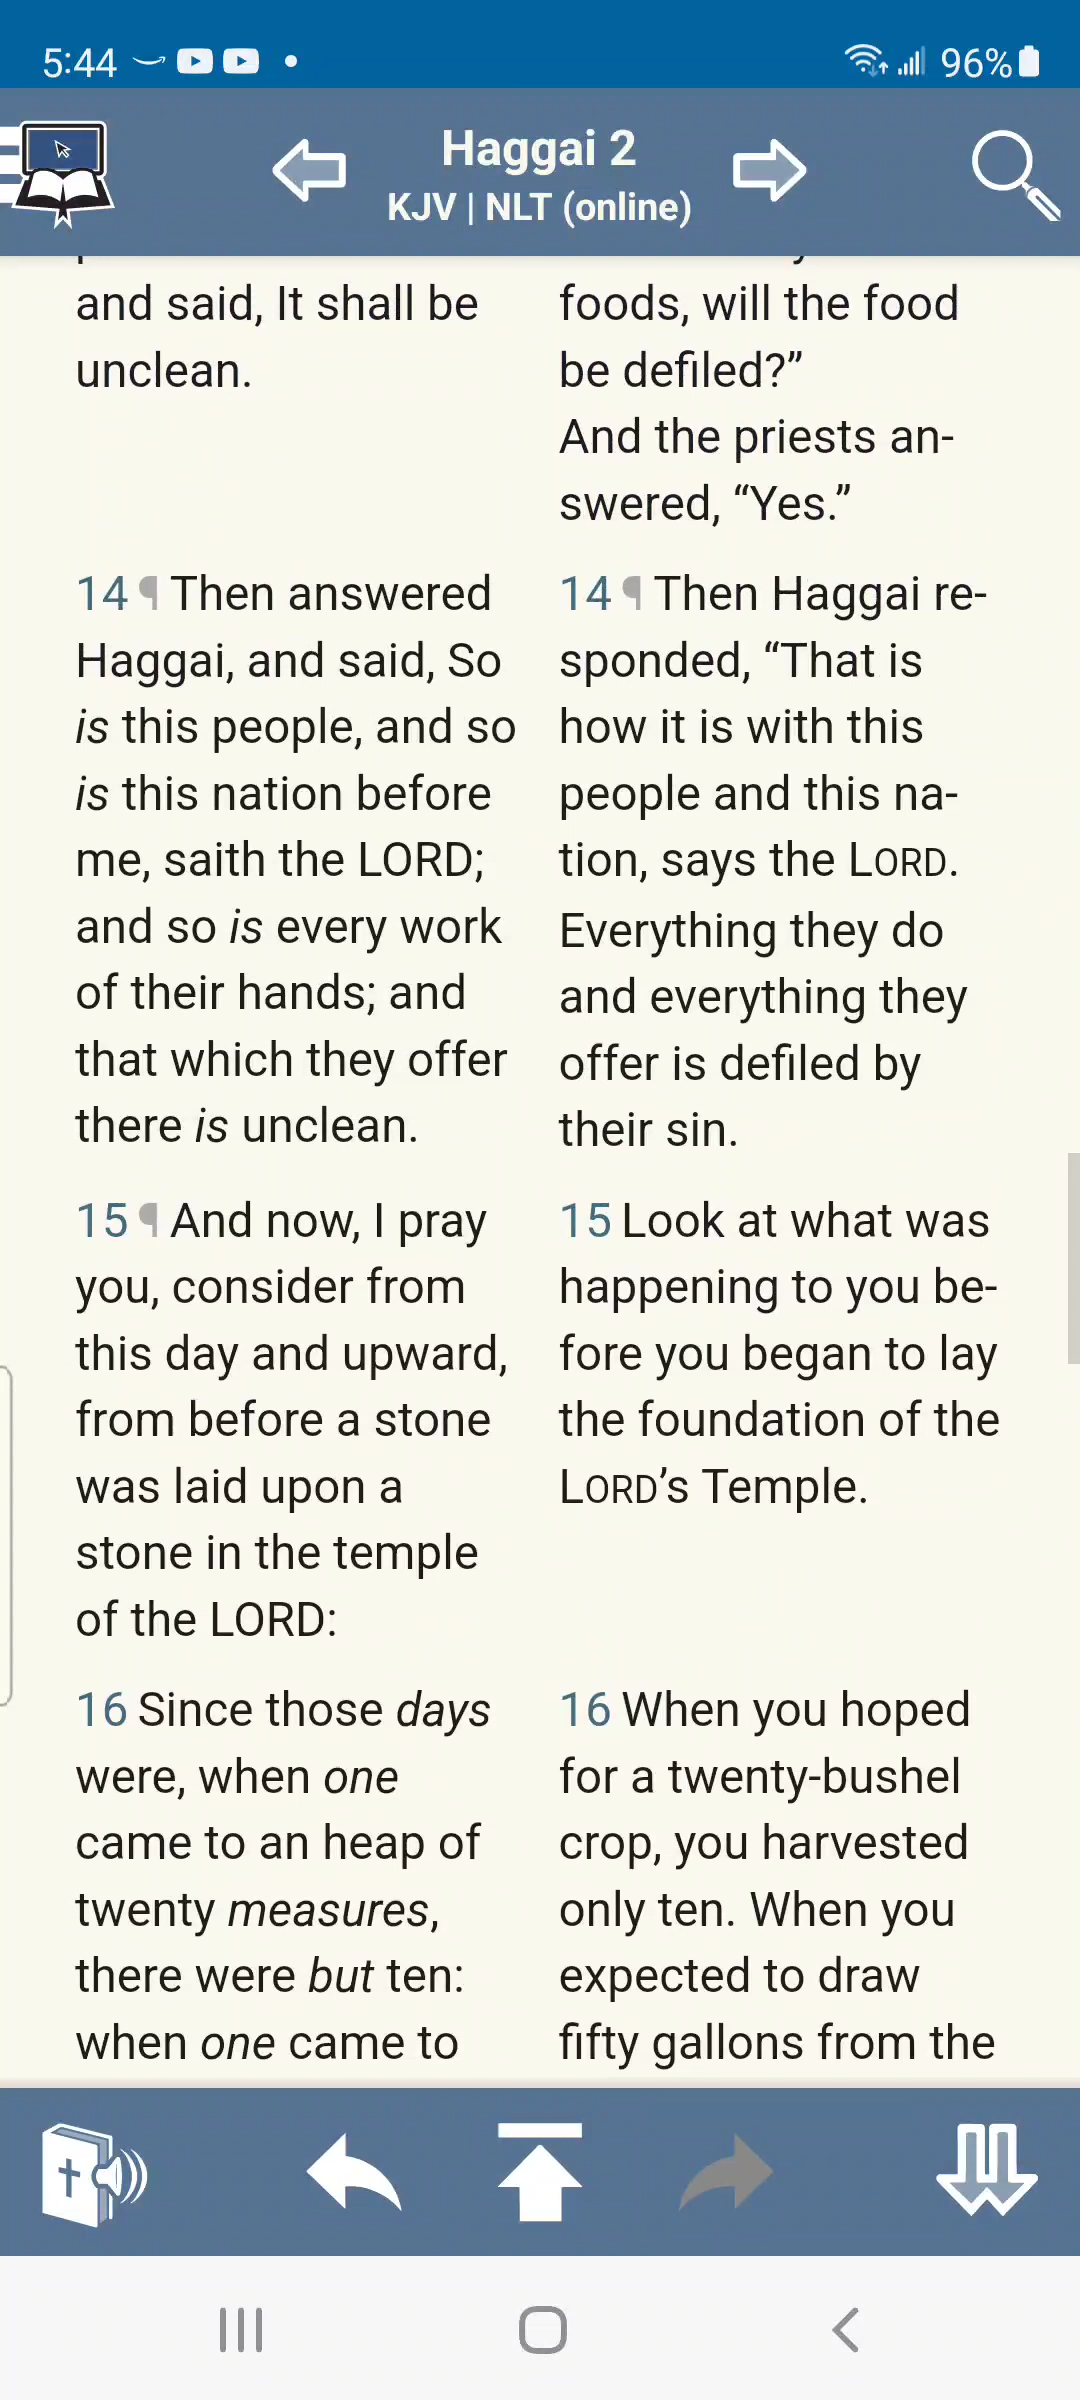 5:44
96%
Haggai 2
KJV | NLT (online)
and said, It shall be
unclean.
14 ¶ Then answered
Haggai, and said, So
is this people, and so
is this nation before
me, saith the LORD;
and so is every work
of their hands; and
that which they offer
there is unclean.
15 ¶ And now, I pray
you, consider from
this day and upward,
from before a stone
was laid upon a
stone in the temple
of the LORD:
16 Since those days
were, when one
came to an heap of
twenty measures,
there were but ten:
when one came to
foods, will the food
be defiled?”
And the priests an-
swered, “Yes.”
14 ¶ Then Haggai re-
sponded, “That is
how it is with this
people and this na-
tion, says the LORD.
Everything they do
and everything they
offer is defiled by
their sin.
15 Look at what was
happening to you be-
fore you began to lay
the foundation of the
LORD’s Temple.
16 When you hoped
for a twenty-bushel
crop, you harvested
only ten. When you
expected to draw
fifty gallons from the